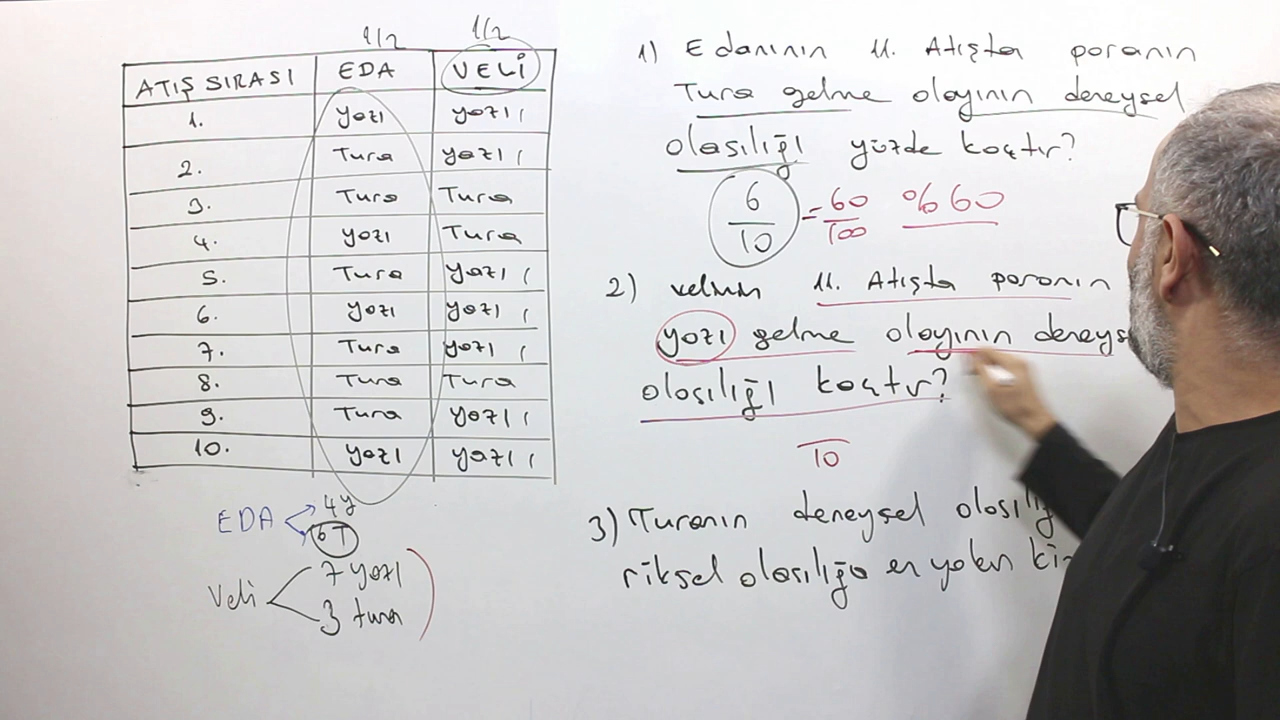 1/2 1/2
ATIŞ SIRASI EDA VELİ
1. Yazı Yazı
2. Tura Yazı
3. Tura Tura
4. Yazı Tura
5. Tura Yazı
6. Yazı Yazı
7. Tura Yazı
8. Tura Tura
9. Tura Yazı
10. Yazı Yazı
EDA 4Y
6T
Veli 7 yazı
3 tura
1) Edanının 11. Atışta paranın
Tura gelme olayının deneysel
olasılığı yüzde kaçtır?
6/10 = 60/100 %60
2) velinin 11. Atışta paranın
yazı gelme olayının deneys
olasılığı kaçtır?
10
3) Turanın deneysel olasılığ
riksel olasılığa en yakın ki